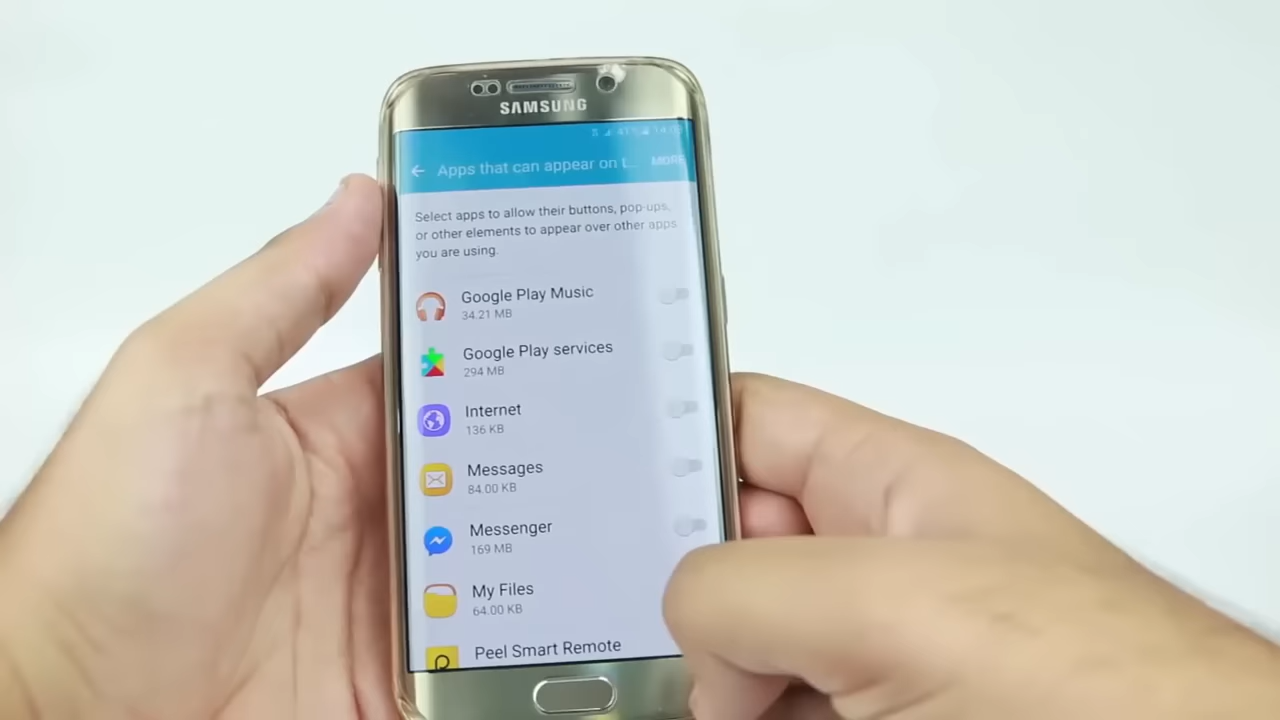 SAMSUNG
Apps that can appear on t...
MORE
Select apps to allow their buttons, pop-ups,
or other elements to appear over other apps
you are using.
Google Play Music
34.21 MB
Google Play services
294 MB
Internet
136 KB
Messages
84.00 KB
Messenger
169 MB
My Files
64.00 KB
Peel Smart Remote